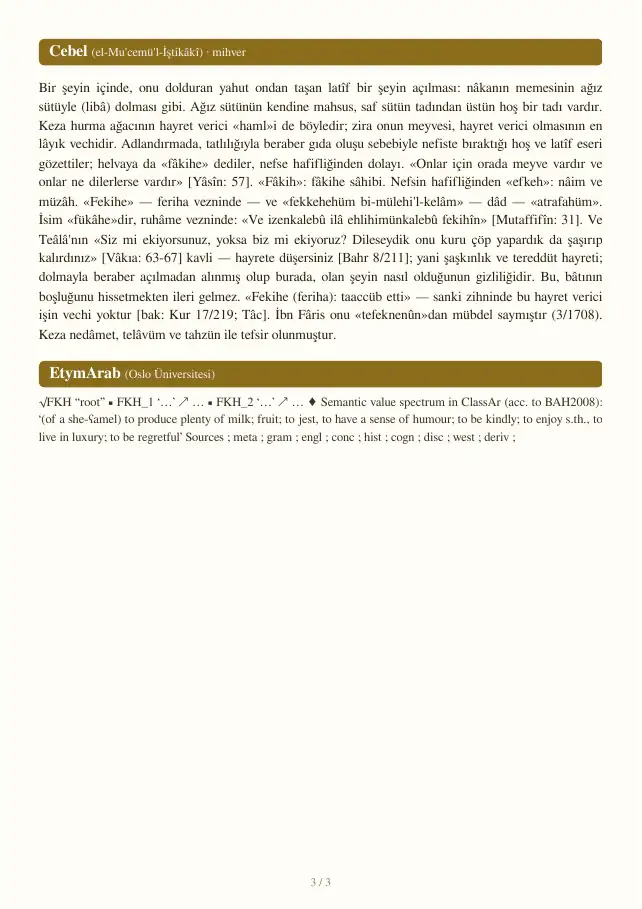 Cebel (el-Mu'cemü'l-İştikâkî) · mihver
Bir şeyin içinde, onu dolduran yahut ondan taşan latîf bir şeyin açılması: nâkanın memesinin ağız
sütüyle (libâ) dolması gibi. Ağız sütünün kendine mahsus, saf sütün tadından üstün hoş bir tadı vardır.
Keza hurma ağacının hayret verici «haml»i de böyledir; zira onun meyvesi, hayret verici olmasının en
lâyık vechidir. Adlandırmada, tatlılığıyla beraber gıda oluşu sebebiyle nefiste bıraktığı hoş ve latîf eseri
gözettiler; helvaya da «fâkihe» dediler, nefse hafifliğinden dolayı. «Onlar için orada meyve vardır ve
onlar ne dilerlerse vardır» [Yâsîn: 57]. «Fâkih»: fâkihe sâhibi. Nefsin hafifliğinden «efkeh»: nâim ve
müzâh. «Fekihe» — feriha vezninde — ve «fekkehehüm bi-mülehi'l-kelâm» — dâd — «atrafahüm».
İsim «fükâhe»dir, ruhâme vezninde: «Ve izenkalebû ilâ ehlihimünkalebû fekihîn» [Mutaffifîn: 31]. Ve
Teâlâ'nın «Siz mi ekiyorsunuz, yoksa biz mi ekiyoruz? Dileseydik onu kuru çöp yapardık da şaşırıp
kalırdınız» [Vâkıa: 63-67] kavli — hayrete düşersiniz [Bahr 8/211]; yani şaşkınlık ve tereddüt hayreti;
dolmayla beraber açılmadan alınmış olup burada, olan şeyin nasıl olduğunun gizliliğidir. Bu, bâtının
boşluğunu hissetmekten ileri gelmez. «Fekihe (feriha): taaccüb etti» — sanki zihninde bu hayret verici
işin vechi yoktur [bak: Kur 17/219; Tâc]. İbn Fâris onu «tefeknenûn»dan mübdel saymıştır (3/1708).
Keza nedâmet, telâvüm ve tahzün ile tefsir olunmuştur.
EtymArab (Oslo Üniversitesi)
√FKH “root” ▪ FKH_1 ‘…’ ↗ … ▪ FKH_2 ‘…’ ↗ … ♦ Semantic value spectrum in ClassAr (acc. to BAH2008):
‘(of a she-ʕamel) to produce plenty of milk; fruit; to jest, to have a sense of humour; to be kindly; to enjoy s.th., to
live in luxury; to be regretful’ Sources ; meta ; gram ; engl ; conc ; hist ; cogn ; disc ; west ; deriv ;
3 / 3